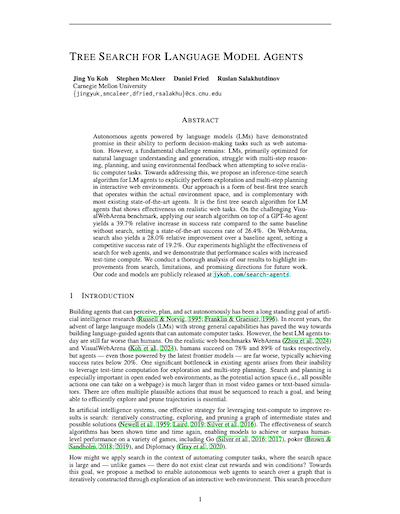 TREE SEARCH FOR LANGUAGE MODEL AGENTS
Jing Yu Koh Stephen McAleer Daniel Fried Ruslan Salakhutdinov
Carnegie Mellon University
{jingyuk,smcaleer,dfried,rsalakhu}@cs.cmu.edu
ABSTRACT
Autonomous agents powered by language models (LMs) have demonstrated
promise in their ability to perform decision-making tasks such as web automa-
tion. However, a fundamental challenge remains: LMs, primarily optimized for
natural language understanding and generation, struggle with multi-step reason-
ing, planning, and using environmental feedback when attempting to solve realis-
tic computer tasks. Towards addressing this, we propose an inference-time search
algorithm for LM agents to explicitly perform exploration and multi-step planning
in interactive web environments. Our approach is a form of best-first tree search
that operates within the actual environment space, and is complementary with
most existing state-of-the-art agents. It is the first tree search algorithm for LM
agents that shows effectiveness on realistic web tasks. On the challenging Visu-
alWebArena benchmark, applying our search algorithm on top of a GPT-4o agent
yields a 39.7% relative increase in success rate compared to the same baseline
without search, setting a state-of-the-art success rate of 26.4%. On WebArena,
search also yields a 28.0% relative improvement over a baseline agent, setting a
competitive success rate of 19.2%. Our experiments highlight the effectiveness of
search for web agents, and we demonstrate that performance scales with increased
test-time compute. We conduct a thorough analysis of our results to highlight im-
provements from search, limitations, and promising directions for future work.
Our code and models are publicly released at jykoh.com/search-agents.
1 INTRODUCTION
Building agents that can perceive, plan, and act autonomously has been a long standing goal of arti-
ficial intelligence research (Russell & Norvig, 1995; Franklin & Graesser, 1996). In recent years, the
advent of large language models (LMs) with strong general capabilities has paved the way towards
building language-guided agents that can automate computer tasks. However, the best LM agents to-
day are still far worse than humans. On the realistic web benchmarks WebArena (Zhou et al., 2024)
and VisualWebArena (Koh et al., 2024), humans succeed on 78% and 89% of tasks respectively,
but agents — even those powered by the latest frontier models — are far worse, typically achieving
success rates below 20%. One significant bottleneck in existing agents arises from their inability
to leverage test-time computation for exploration and multi-step planning. Search and planning is
especially important in open ended web environments, as the potential action space (i.e., all possible
actions one can take on a webpage) is much larger than in most video games or text-based simula-
tors. There are often multiple plausible actions that must be sequenced to reach a goal, and being
able to efficiently explore and prune trajectories is essential.
In artificial intelligence systems, one effective strategy for leveraging test-compute to improve re-
sults is search: iteratively constructing, exploring, and pruning a graph of intermediate states and
possible solutions (Newell et al., 1959; Laird, 2019; Silver et al., 2016). The effectiveness of search
algorithms has been shown time and time again, enabling models to achieve or surpass human-
level performance on a variety of games, including Go (Silver et al., 2016; 2017), poker (Brown &
Sandholm, 2018; 2019), and Diplomacy (Gray et al., 2020).
How might we apply search in the context of automating computer tasks, where the search space
is large and — unlike games — there do not exist clear cut rewards and win conditions? Towards
this goal, we propose a method to enable autonomous web agents to search over a graph that is
iteratively constructed through exploration of an interactive web environment. This search procedure
1